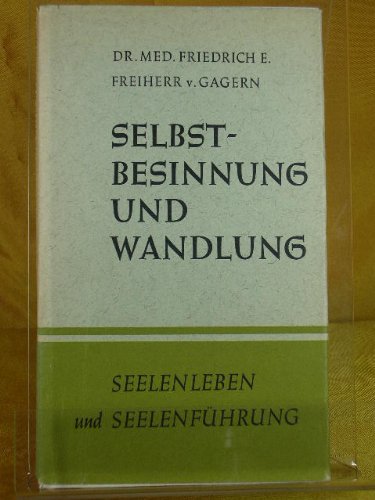 DR. MED. FRIEDRICH E.
FREIHERR v. GAGERN
SELBST-
BESINNUNG
UND
WANDLUNG
SEELENLEBEN
und SEELENFÜHRUNG